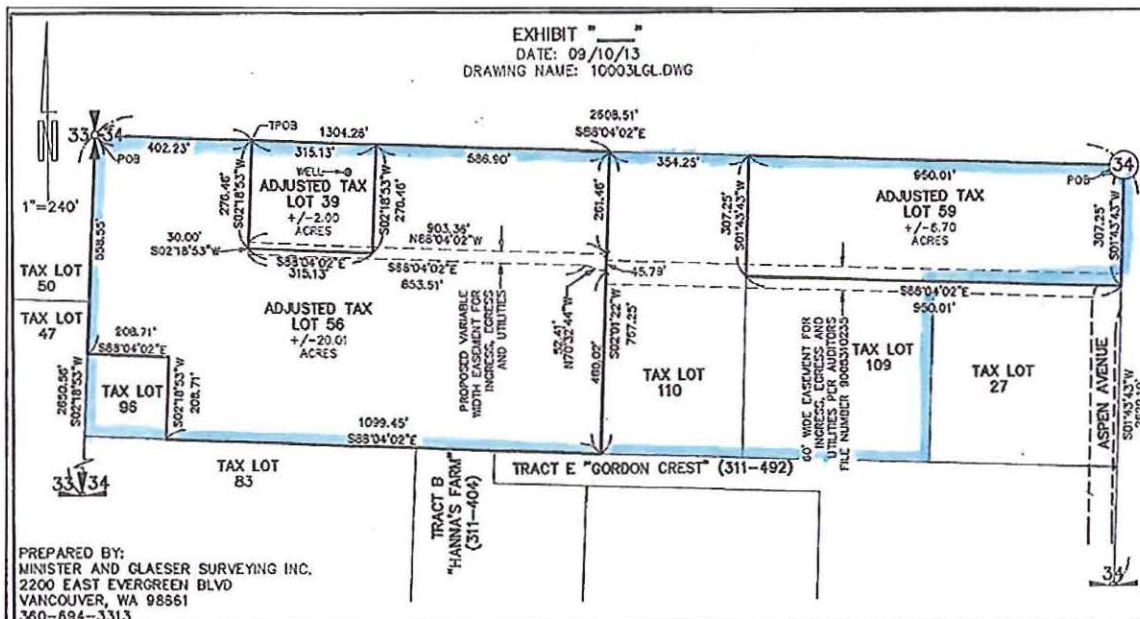 EXHIBIT "____"
DATE: 09/10/13
DRAWING NAME: 10003LGL.DWG
2608.51'
S88°04'02"E
33 34
POB
402.23'
TPOB
1304.26'
315.13'
586.90'
354.25'
950.01'
34
POB
1"=240'
558.55'
276.46'
S02°18'53"W
WELL
ADJUSTED TAX
LOT 39
+/-2.00
ACRES
S02°18'53"W
276.46'
261.46'
307.25'
S01°43'43"W
ADJUSTED TAX
LOT 59
+/-6.70
ACRES
307.25'
S01°43'43"W
30.00'
S02°18'53"W
903.36'
N88°04'02"W
S88°04'02"E
315.13'
S88°04'02"E
853.51'
45.79'
S88°04'02"E
950.01'
TAX LOT
50
TAX LOT
47
ADJUSTED TAX
LOT 56
+/-20.01
ACRES
PROPOSED VARIABLE
WIDTH EASEMENT FOR
INGRESS, EGRESS
AND UTILITIES
52.41'
N70°32'44"W
480.02'
S02°01'22"W
767.25'
TAX LOT
110
60' WIDE EASEMENT FOR
INGRESS, EGRESS AND
UTILITIES PER AUDITORS
FILE NUMBER 9008310235
TAX LOT
109
TAX LOT
27
ASPEN AVENUE
S01°43'43"W
208.71'
S88°04'02"E
2650.56'
S02°18'53"W
TAX LOT
96
S02°18'53"W
208.71'
1099.45'
S88°04'02"E
TAX LOT
83
33 34
TRACT B
"HANNA'S FARM"
(311-404)
TRACT E "GORDON CREST" (311-492)
34
PREPARED BY:
MINISTER AND GLAESER SURVEYING INC.
2200 EAST EVERGREEN BLVD
VANCOUVER, WA 98661
360-694-3313